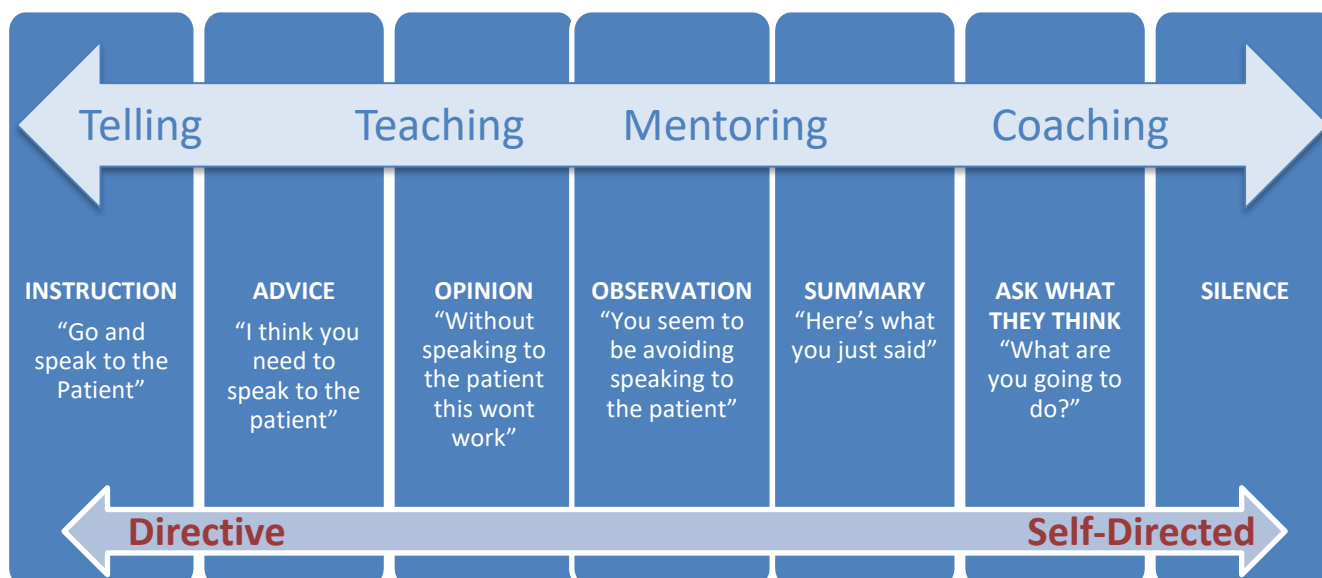 Telling Teaching Mentoring Coaching
INSTRUCTION
“Go and
speak to the
Patient”
ADVICE
“I think you
need to
speak to the
patient”
OPINION
“Without
speaking to
the patient
this wont
work”
OBSERVATION
“You seem to
be avoiding
speaking to
the patient”
SUMMARY
“Here’s what
you just said”
ASK WHAT
THEY THINK
“What are
you going to
do?”
SILENCE
Directive Self-Directed